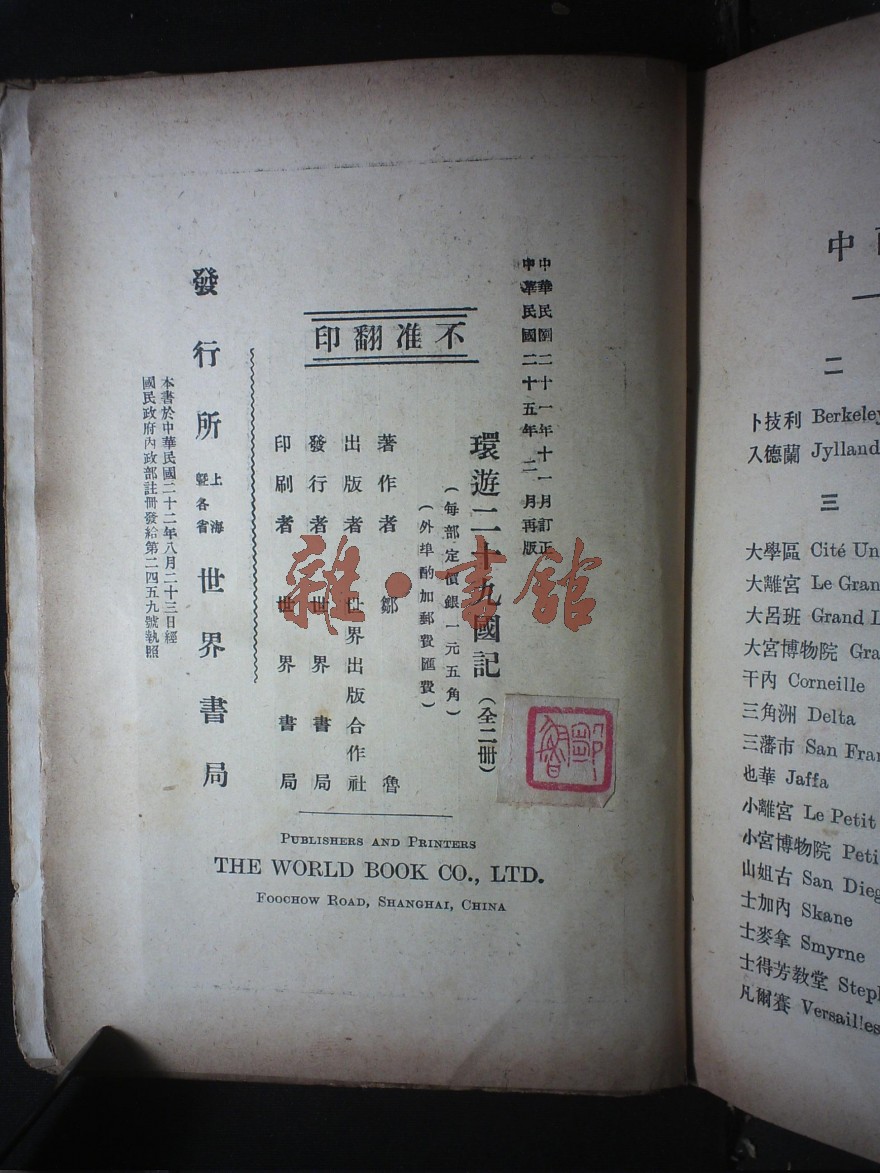 中華民國二十一年十一月訂正
中華民國二十五年二月再版
環遊二十九國記（全二冊）
（每部定價銀一元五角）
（外埠酌加郵費匯費）
不准翻印
著作者 鄒魯
出版者 世界出版合作社
發行者 世界書局
印刷者 世界書局
發行所 上海暨各省 世界書局
本書於中華民國二十二年八月二十三日經
國民政府內政部註冊發給第二四五九號執照
PUBLISHERS AND PRINTERS
THE WORLD BOOK CO., LTD.
FOOCHOW ROAD, SHANGHAI, CHINA
鄒魯
雜·書館
中
二
卜技利 Berkeley
入德蘭 Jylland
三
大學區 Cité Un
大離宮 Le Gran
大呂班 Grand L
大宮博物院 Gra
干內 Corneille
三角洲 Delta
三藩市 San Fran
也華 Jaffa
小離宮 Le Petit
小宮博物院 Peti
山姐古 San Dieg
士加內 Skane
士麥拿 Smyrne
士得芳教堂 Steph
凡爾賽 Versailles